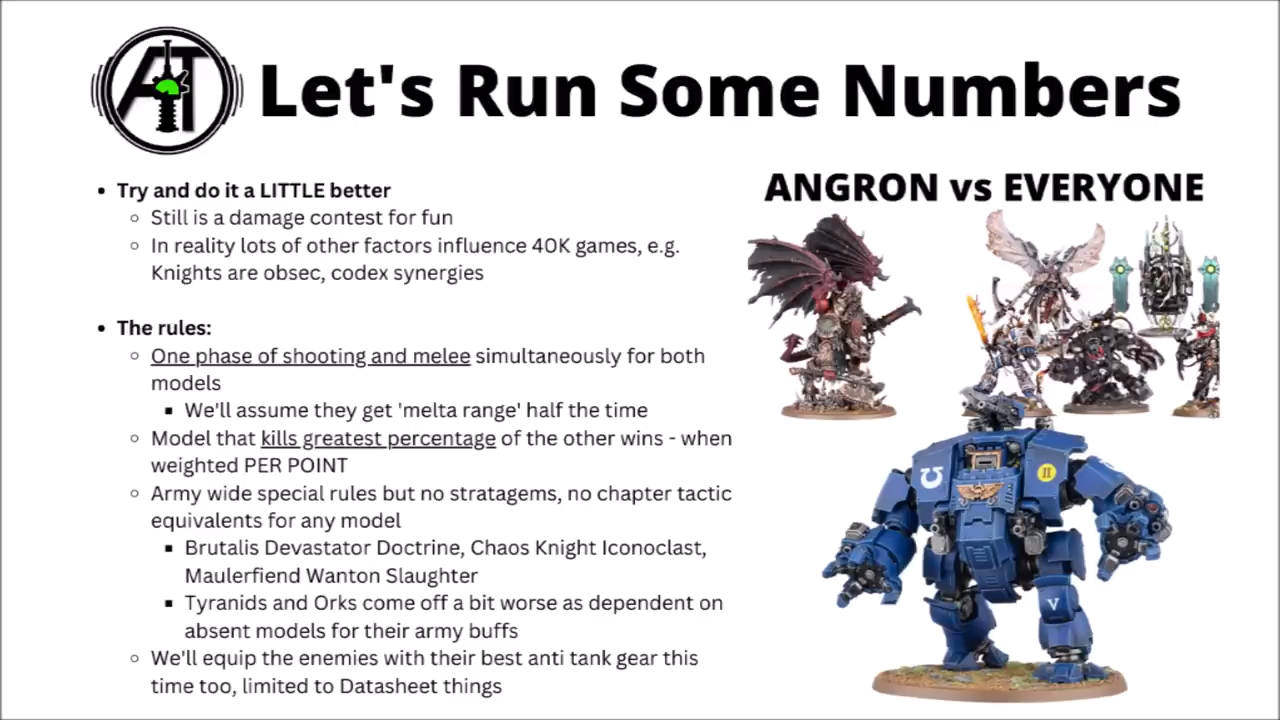 AT
Let's Run Some Numbers
• Try and do it a LITTLE better
◦ Still is a damage contest for fun
◦ In reality lots of other factors influence 40K games, e.g.
Knights are obsec, codex synergies
• The rules:
◦ One phase of shooting and melee simultaneously for both
models
▪ We'll assume they get 'melta range' half the time
◦ Model that kills greatest percentage of the other wins - when
weighted PER POINT
◦ Army wide special rules but no stratagems, no chapter tactic
equivalents for any model
▪ Brutalis Devastator Doctrine, Chaos Knight Iconoclast,
Maulerfiend Wanton Slaughter
▪ Tyranids and Orks come off a bit worse as dependent on
absent models for their army buffs
◦ We'll equip the enemies with their best anti tank gear this
time too, limited to Datasheet things
ANGRON vs EVERYONE
II
V